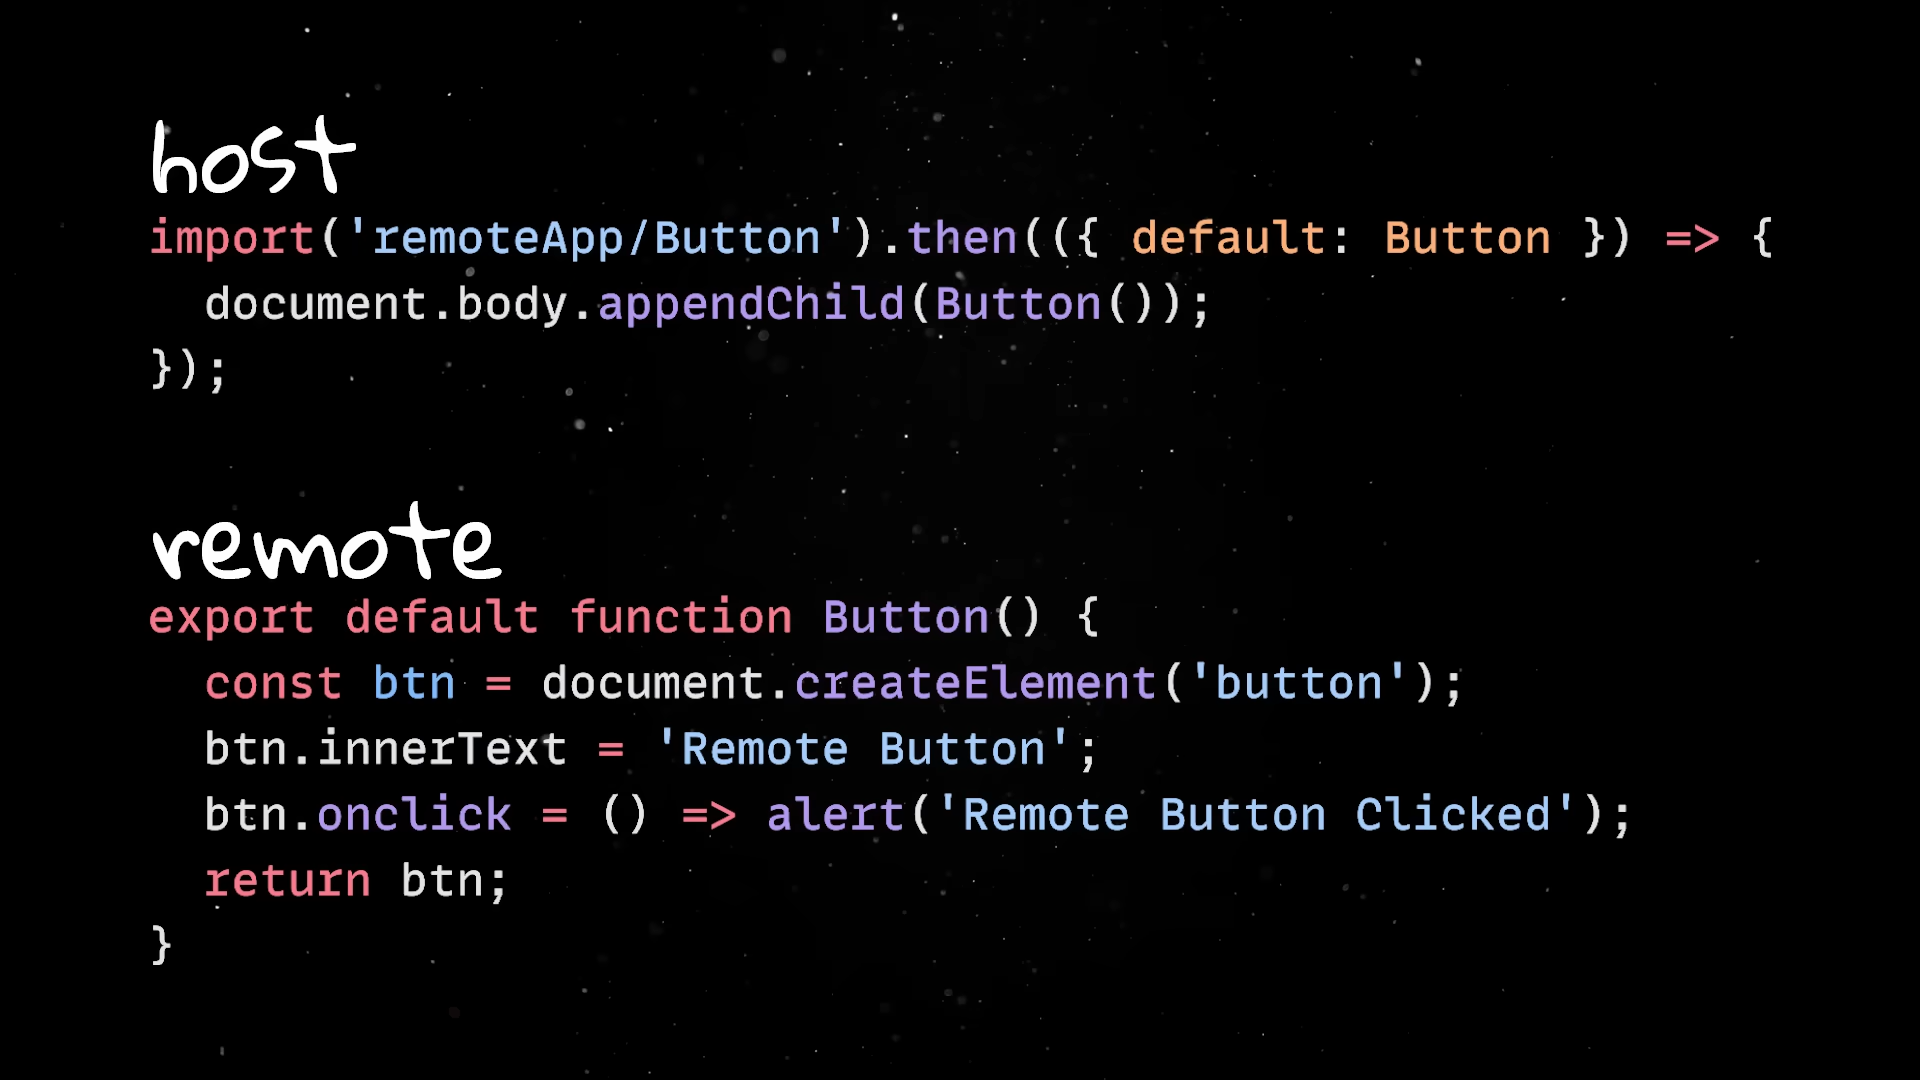 host
import('remoteApp/Button').then(({ default: Button }) => {
  document.body.appendChild(Button());
});
remote
export default function Button() {
  const btn = document.createElement('button');
  btn.innerText = 'Remote Button';
  btn.onclick = () => alert('Remote Button Clicked');
  return btn;
}